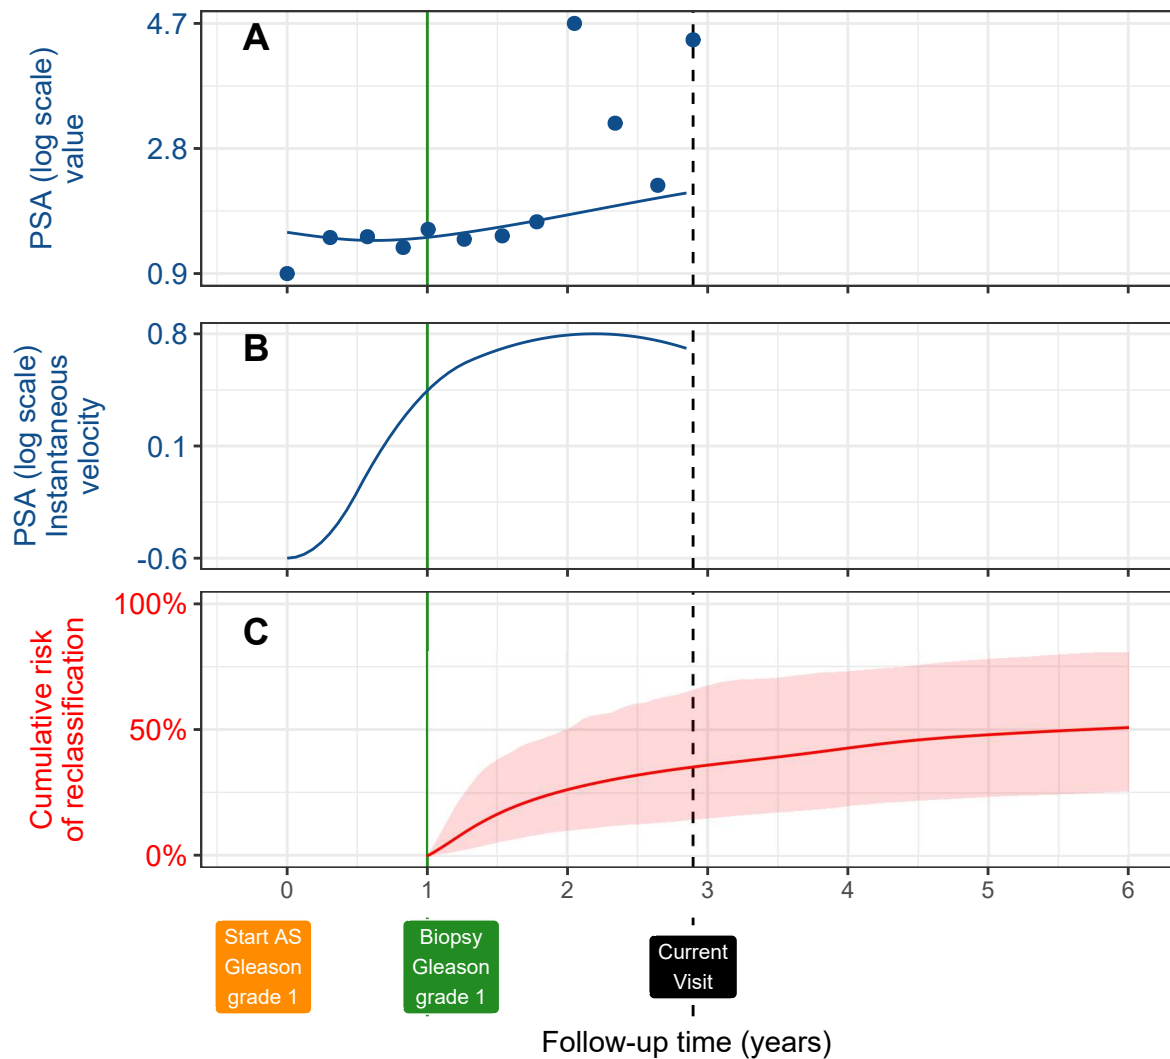 A
PSA (log scale)
value
4.7
2.8
0.9
B
PSA (log scale)
Instantaneous
velocity
0.8
0.1
-0.6
C
Cumulative risk
of reclassification
100%
50%
0%
0 1 2 3 4 5 6
Start AS
Gleason
grade 1
Biopsy
Gleason
grade 1
Current
Visit
Follow-up time (years)